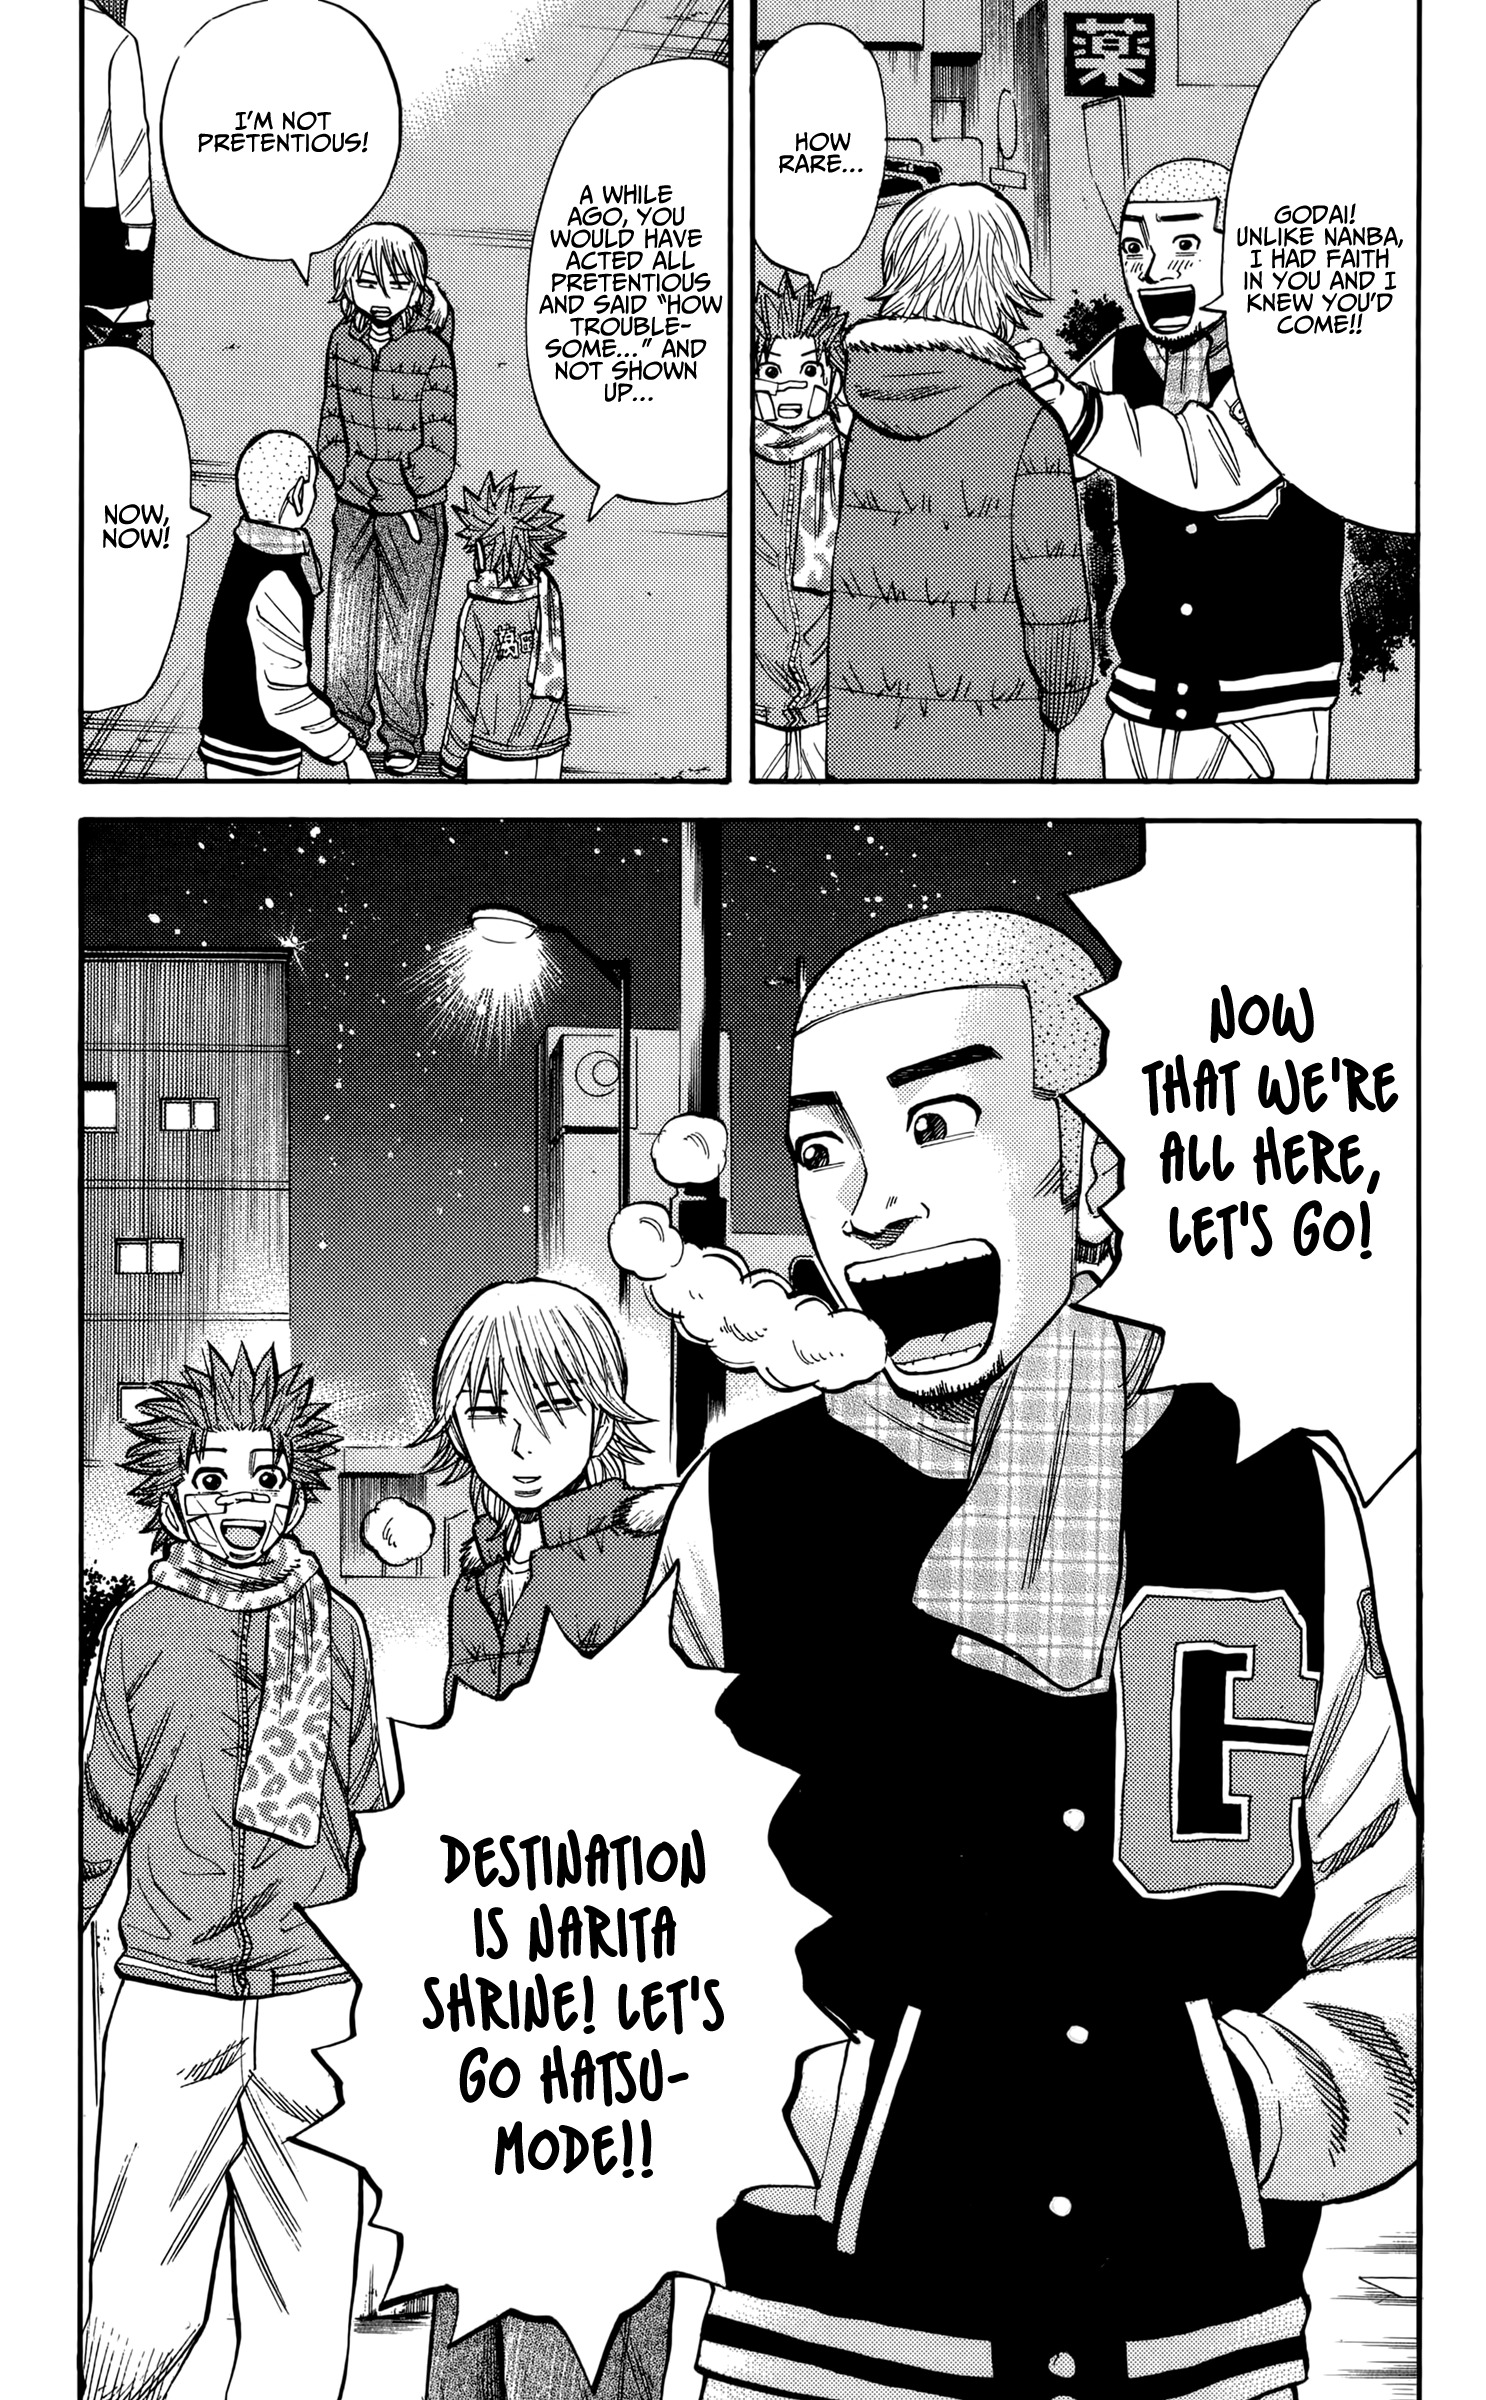 薬
GODAI!
UNLIKE NANBA,
I HAD FAITH
IN YOU AND I
KNEW YOU'D
COME!!
HOW
RARE...
A WHILE
AGO, YOU
WOULD HAVE
ACTED ALL
PRETENTIOUS
AND SAID "HOW
TROUBLE-
SOME..." AND
NOT SHOWN
UP...
I'M NOT
PRETENTIOUS!
NOW,
NOW!
NOW
THAT WE'RE
ALL HERE,
LET'S GO!
G
DESTINATION
IS NARITA
SHRINE! LET'S
GO HATSU-
MODE!!